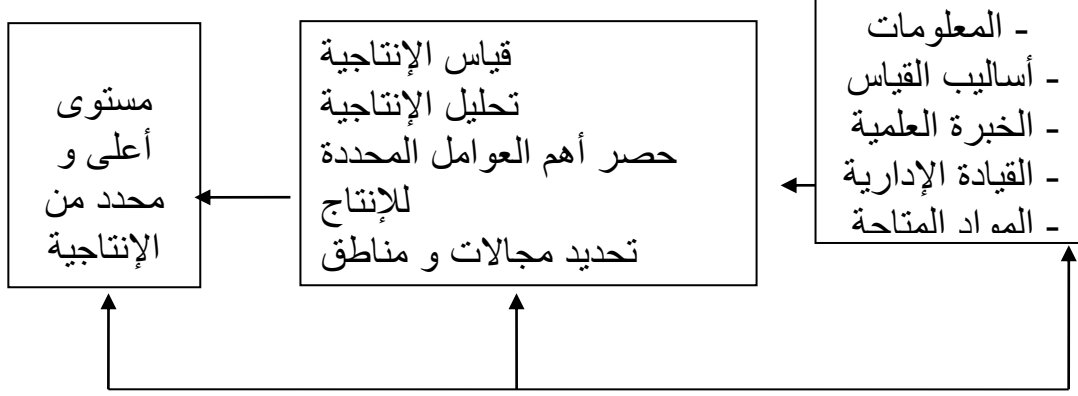 - المعلومات
- أساليب القياس
- الخبرة العلمية
- القيادة الإدارية
- المواد المتاحة
قياس الإنتاجية
تحليل الإنتاجية
حصر أهم العوامل المحددة
للإنتاج
تحديد مجالات و مناطق
مستوى
أعلى و
محدد من
الإنتاجية